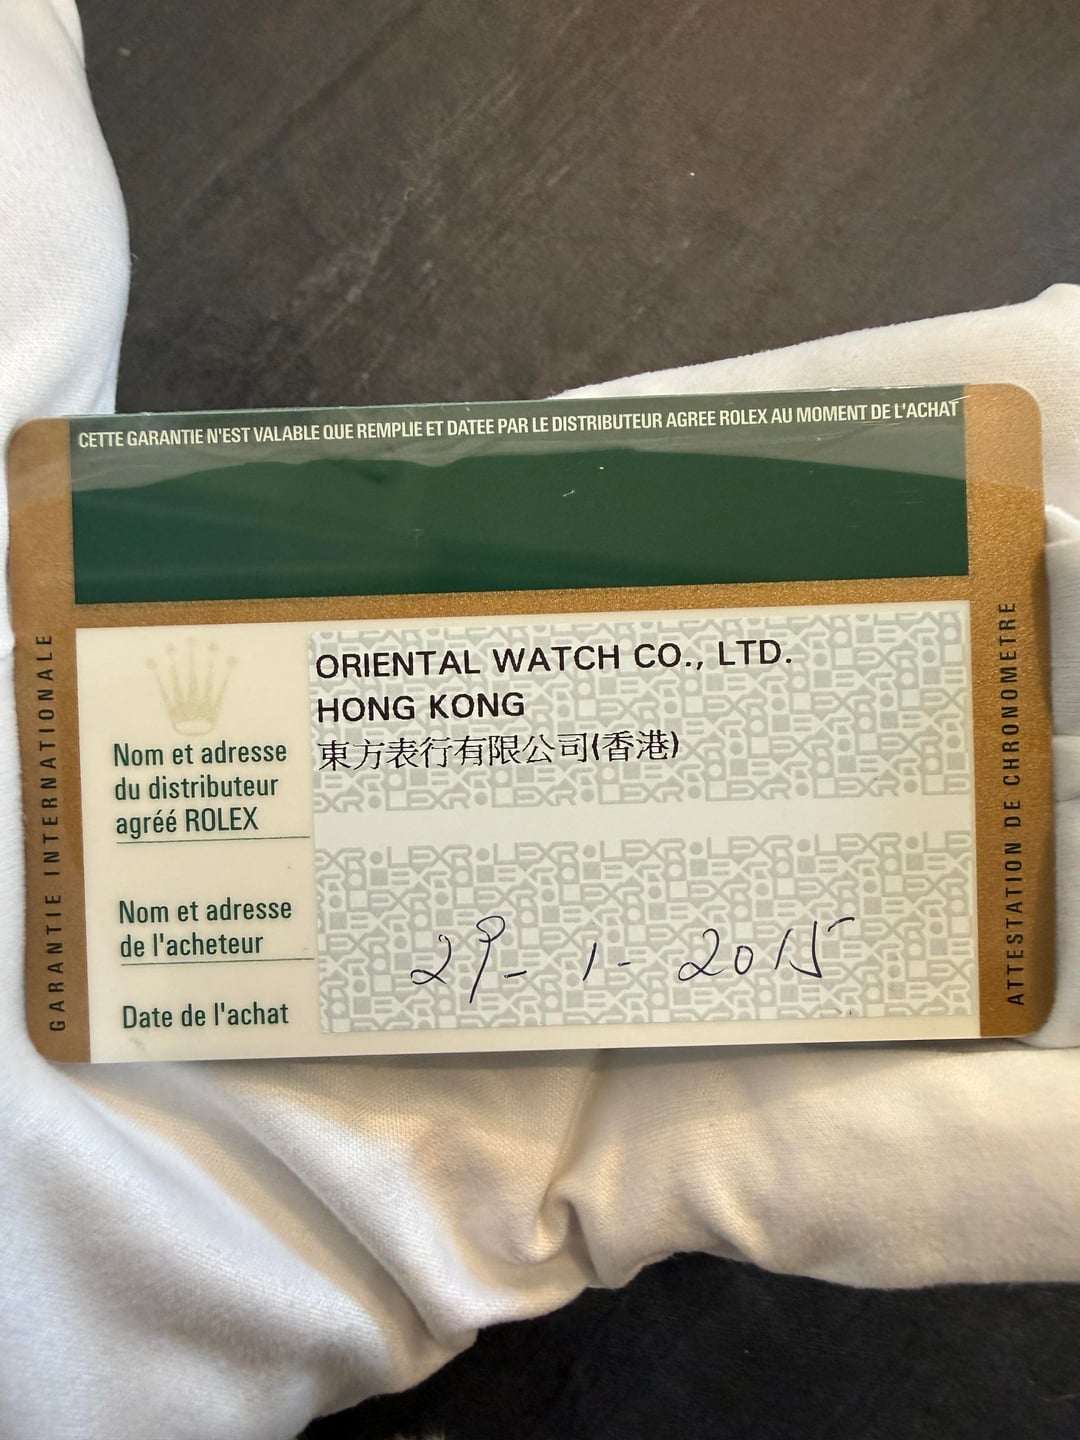 CETTE GARANTIE N'EST VALABLE QUE REMPLIE ET DATEE PAR LE DISTRIBUTEUR AGREE ROLEX AU MOMENT DE L'ACHAT
GARANTIE INTERNATIONALE
ORIENTAL WATCH CO., LTD.
HONG KONG
東方表行有限公司(香港)
Nom et adresse
du distributeur
agréé ROLEX
Nom et adresse
de l'acheteur
29-1-2015
Date de l'achat
ATTESTATION DE CHRONOMETRE